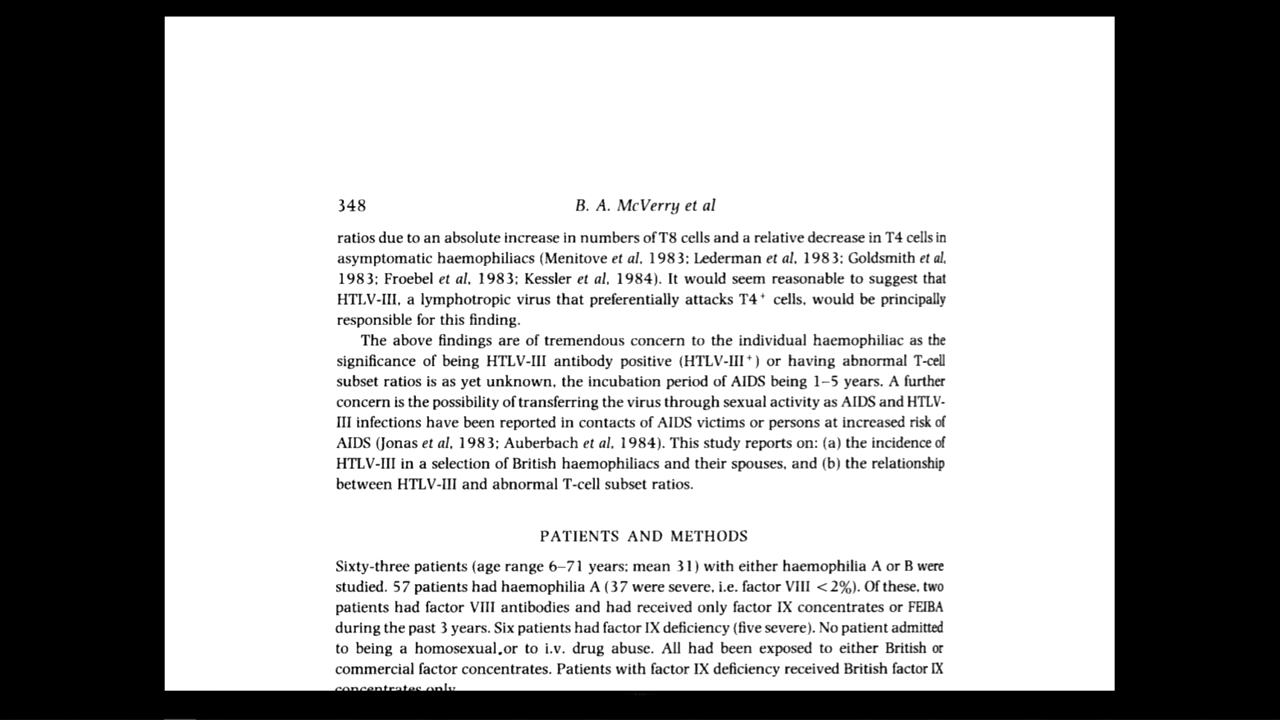 348 B. A. McVerry et al
ratios due to an absolute increase in numbers of T8 cells and a relative decrease in T4 cells in
asymptomatic haemophiliacs (Menitove et al, 1983; Lederman et al, 1983; Goldsmith et al,
1983; Froebel et al, 1983; Kessler et al, 1984). It would seem reasonable to suggest that
HTLV-III, a lymphotropic virus that preferentially attacks T4⁺ cells, would be principally
responsible for this finding.
The above findings are of tremendous concern to the individual haemophiliac as the
significance of being HTLV-III antibody positive (HTLV-III⁺) or having abnormal T-cell
subset ratios is as yet unknown, the incubation period of AIDS being 1–5 years. A further
concern is the possibility of transferring the virus through sexual activity as AIDS and HTLV-
III infections have been reported in contacts of AIDS victims or persons at increased risk of
AIDS (Jonas et al, 1983; Auberbach et al, 1984). This study reports on: (a) the incidence of
HTLV-III in a selection of British haemophiliacs and their spouses, and (b) the relationship
between HTLV-III and abnormal T-cell subset ratios.
PATIENTS AND METHODS
Sixty-three patients (age range 6–71 years; mean 31) with either haemophilia A or B were
studied. 57 patients had haemophilia A (37 were severe, i.e. factor VIII <2%). Of these, two
patients had factor VIII antibodies and had received only factor IX concentrates or FEIBA
during the past 3 years. Six patients had factor IX deficiency (five severe). No patient admitted
to being a homosexual or to i.v. drug abuse. All had been exposed to either British or
commercial factor concentrates. Patients with factor IX deficiency received British factor IX
concentrates only.